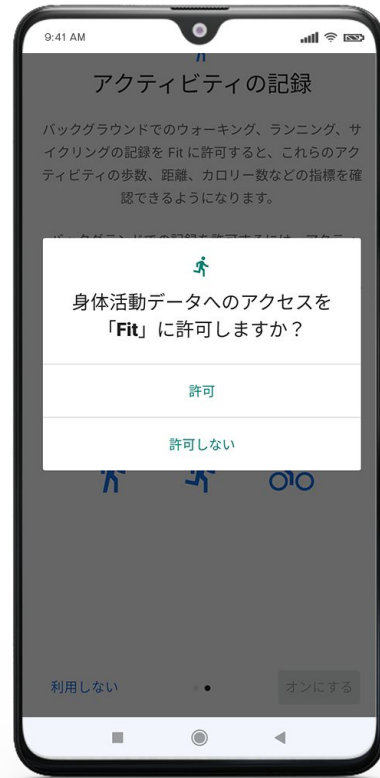 9:41 AM
アクティビティの記録
バックグラウンドでのウォーキング、ランニング、サ
イクリングの記録を Fit に許可すると、これらのアク
ティビティの歩数、距離、カロリー数などの指標を確
認できるようになります。
身体活動データへのアクセスを
「Fit」に許可しますか？
許可
許可しない
利用しない
オンにする